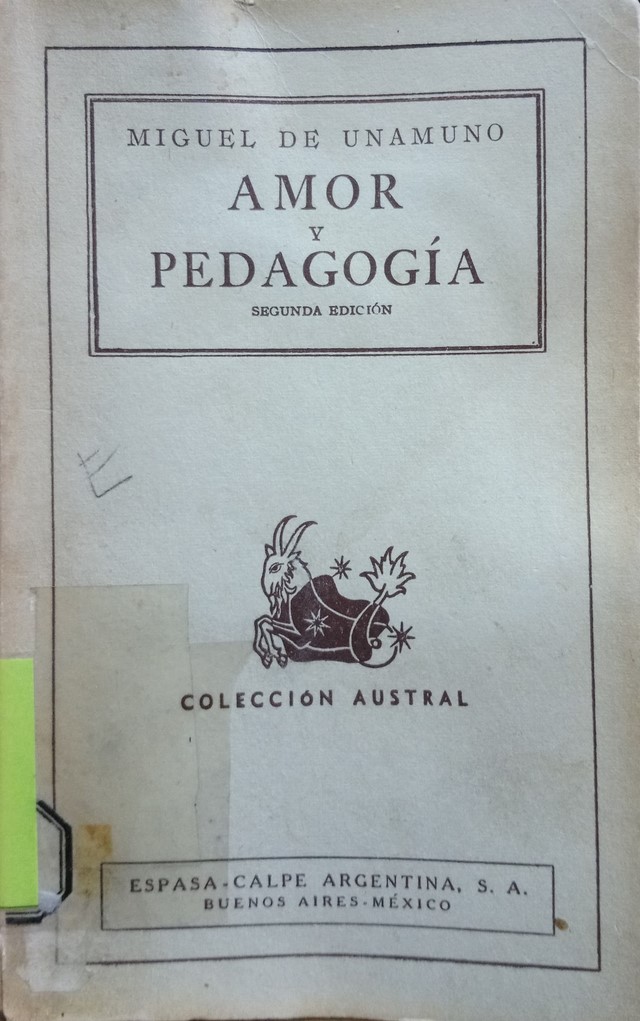 MIGUEL DE UNAMUNO
AMOR
Y
PEDAGOGÍA
SEGUNDA EDICIÓN
E
COLECCIÓN AUSTRAL
ESPASA-CALPE ARGENTINA, S. A.
BUENOS AIRES-MÉXICO